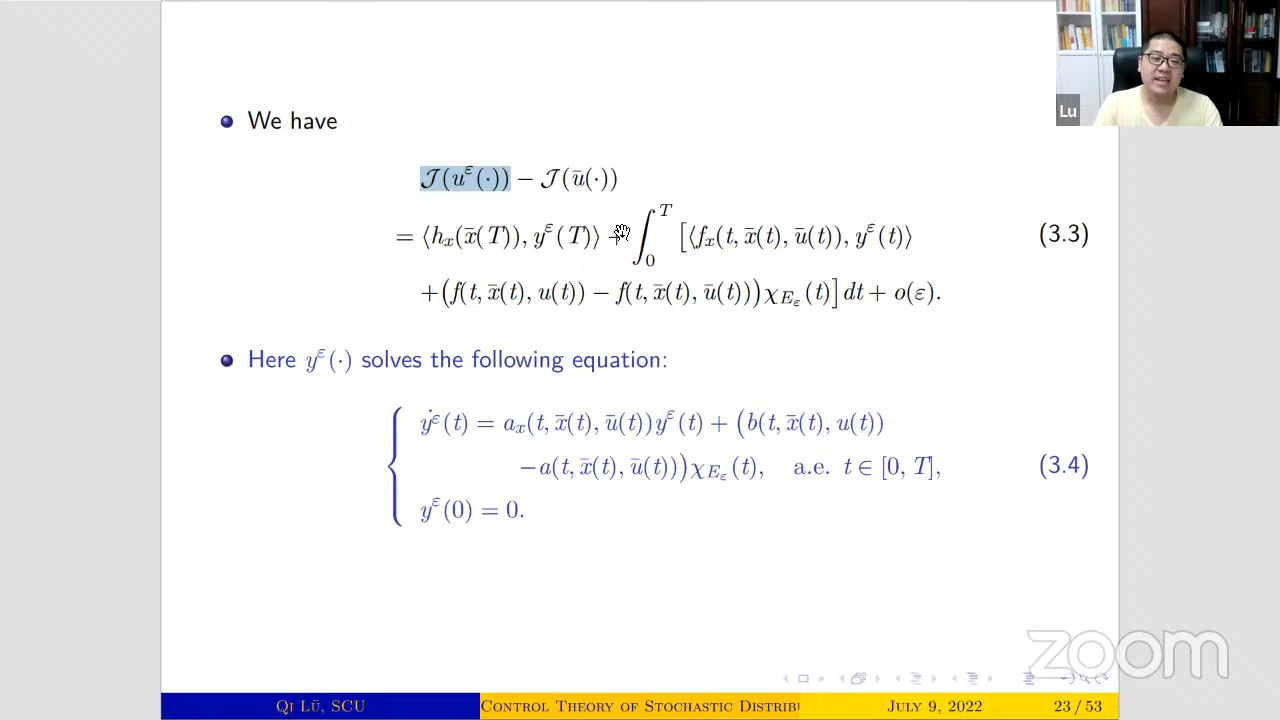 Lu
• We have
𝒥(u^ε(·)) − 𝒥(ū(·))
= ⟨h_x(x̄(T)), y^ε(T)⟩ + ∫_0^T [⟨f_x(t, x̄(t), ū(t)), y^ε(t)⟩ (3.3)
+(f(t, x̄(t), u(t)) − f(t, x̄(t), ū(t)))χ_{E_ε}(t)]dt + o(ε).
• Here y^ε(·) solves the following equation:
ẏ^ε(t) = a_x(t, x̄(t), ū(t))y^ε(t) + (b(t, x̄(t), u(t))
−a(t, x̄(t), ū(t)))χ_{E_ε}(t), a.e. t ∈ [0, T], (3.4)
y^ε(0) = 0.
zoom
Qi Lü, SCU Control Theory of Stochastic Distribu July 9, 2022 23 / 53